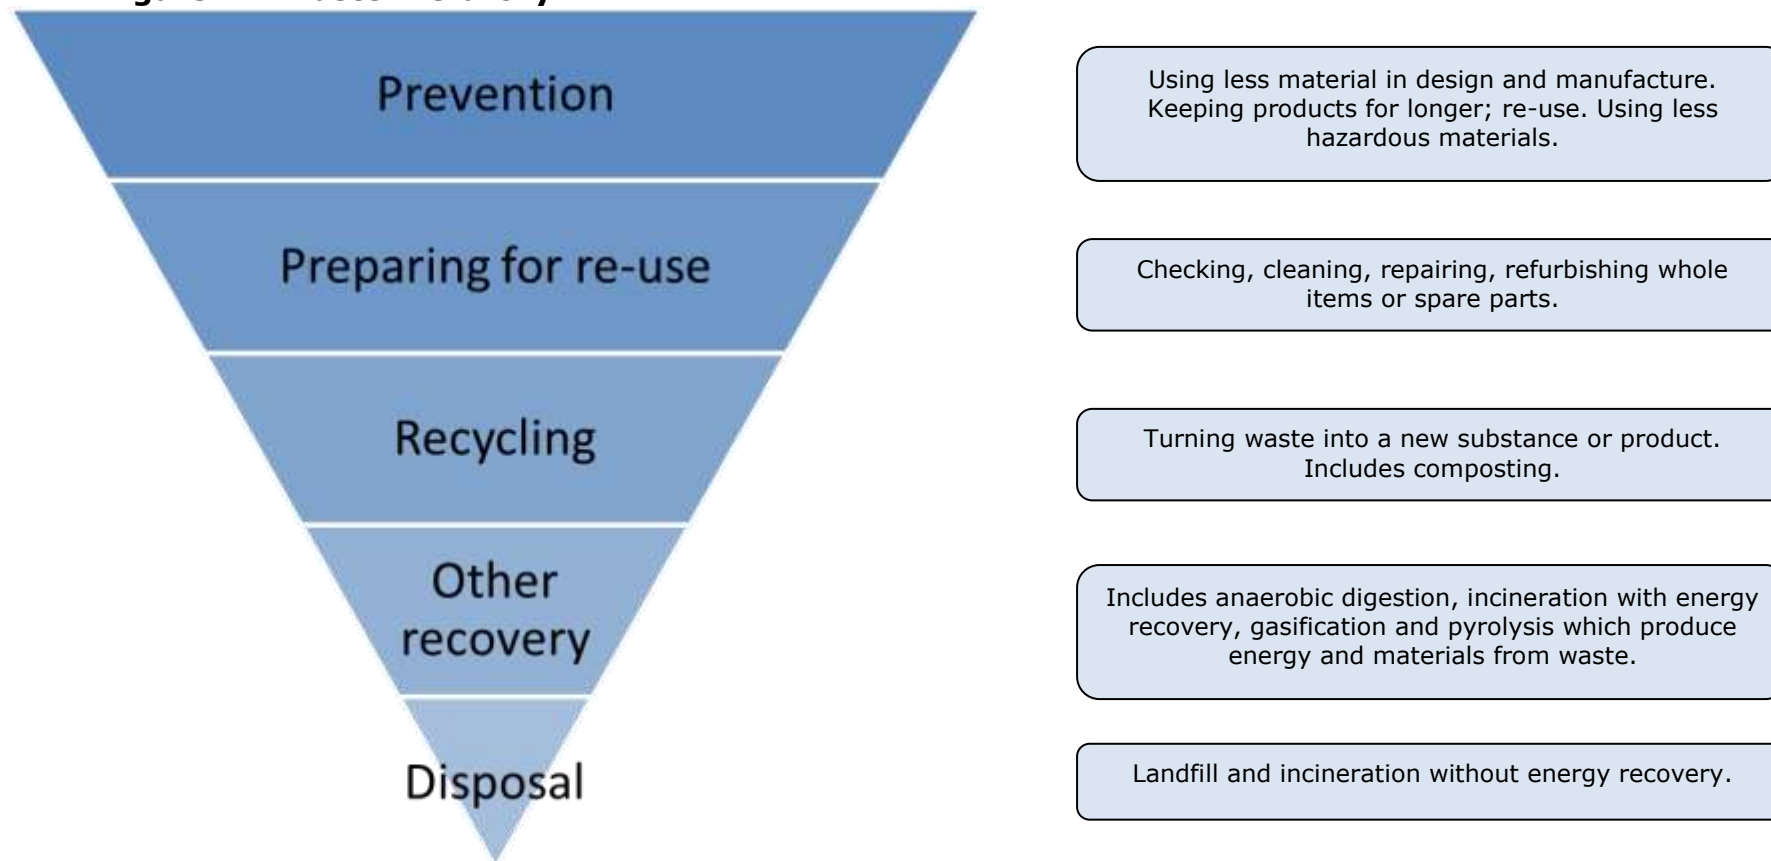 Prevention
Using less material in design and manufacture.
Keeping products for longer; re-use. Using less
hazardous materials.
Preparing for re-use
Checking, cleaning, repairing, refurbishing whole
items or spare parts.
Recycling
Turning waste into a new substance or product.
Includes composting.
Other
recovery
Includes anaerobic digestion, incineration with energy
recovery, gasification and pyrolysis which produce
energy and materials from waste.
Disposal
Landfill and incineration without energy recovery.